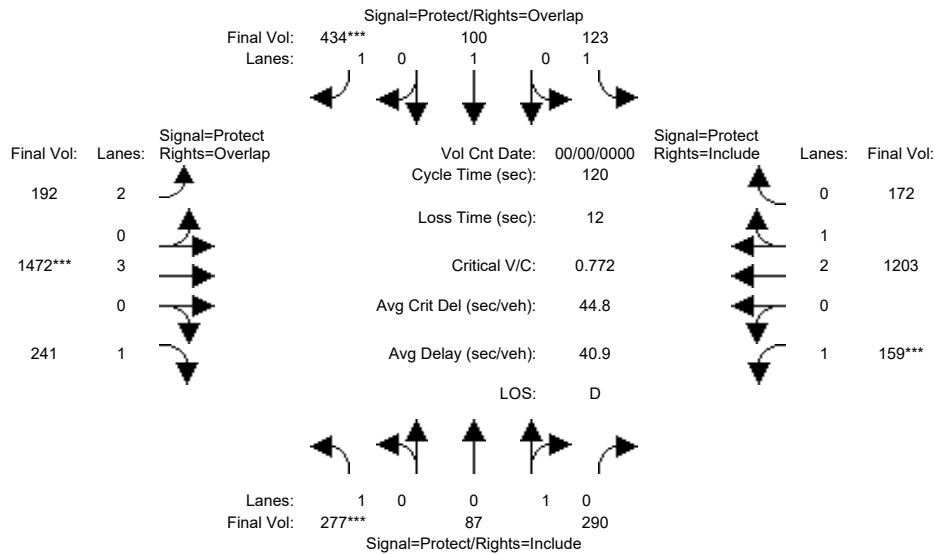 Signal=Protect/Rights=Overlap
Final Vol: 434*** 100 123
Lanes: 1 0 1 0 1
Signal=Protect Signal=Protect
Final Vol: Lanes: Rights=Overlap Vol Cnt Date: 00/00/0000 Rights=Include Lanes: Final Vol:
Cycle Time (sec): 120
192 2 0 172
Loss Time (sec): 12
0 1
1472*** 3 Critical V/C: 0.772 2 1203
0 Avg Crit Del (sec/veh): 44.8 0
241 1 Avg Delay (sec/veh): 40.9 1 159***
LOS: D
Lanes: 1 0 0 1 0
Final Vol: 277*** 87 290
Signal=Protect/Rights=Include